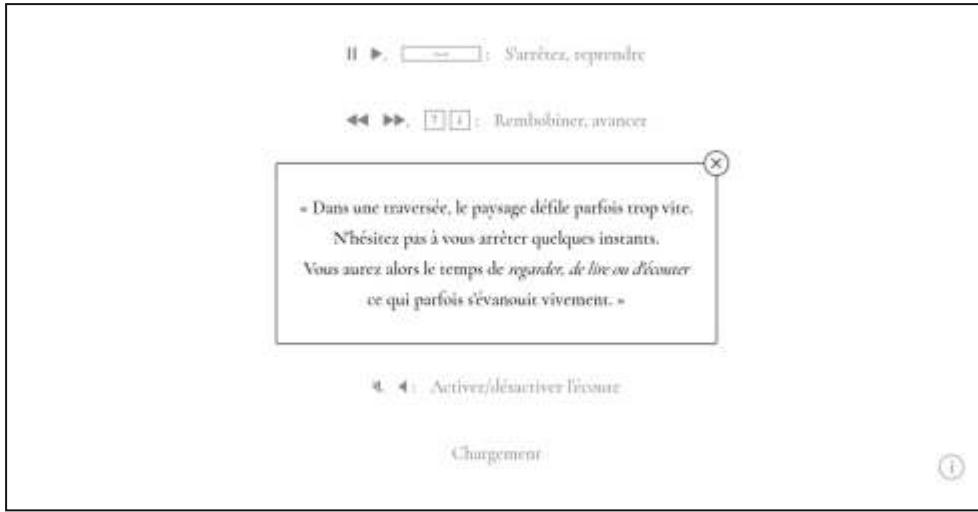 S'arrêtez, reprendre
Rembobiner, avancer
« Dans une traversée, le paysage défile parfois trop vite.
N'hésitez pas à vous arrêter quelques instants.
Vous aurez alors le temps de regarder, de lire ou d'écouter
ce qui parfois s'évanouit vivement. »
Activer/désactiver l'écoute
Chargement
i